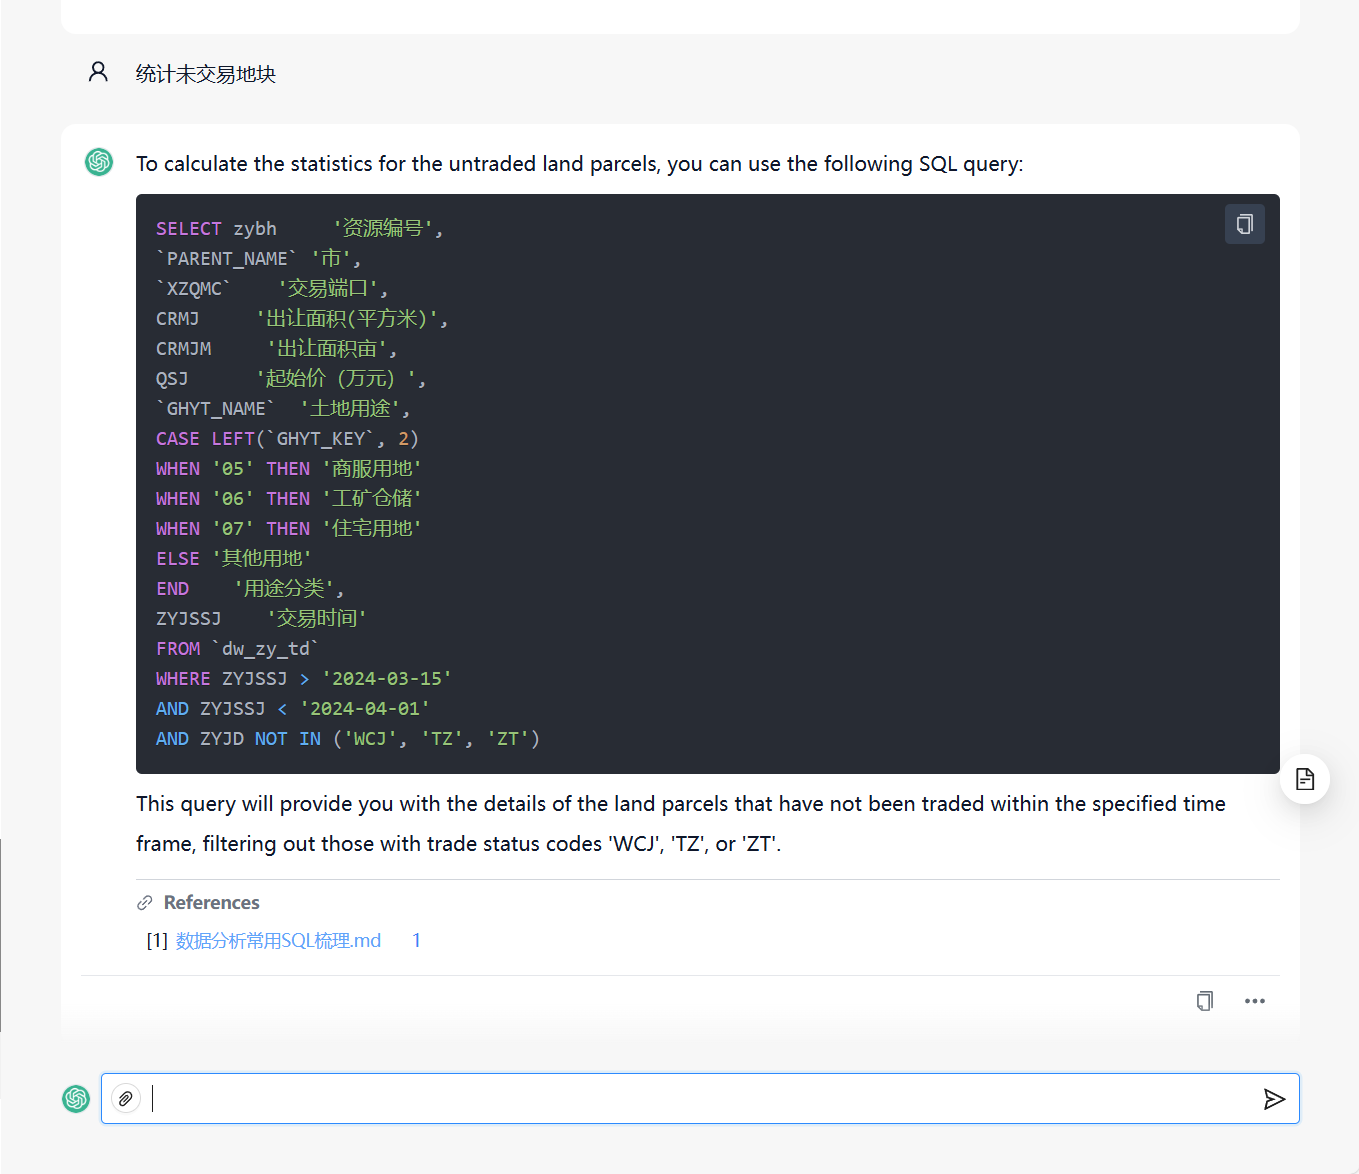 统计未交易地块
To calculate the statistics for the untraded land parcels, you can use the following SQL query:
SELECT zybh     '资源编号',
`PARENT_NAME` '市',
`XZQMC`    '交易端口',
CRMJ     '出让面积(平方米)',
CRMJM     '出让面积亩',
QSJ      '起始价（万元）',
`GHYT_NAME`  '土地用途',
CASE LEFT(`GHYT_KEY`, 2)
WHEN '05' THEN '商服用地'
WHEN '06' THEN '工矿仓储'
WHEN '07' THEN '住宅用地'
ELSE '其他用地'
END    '用途分类',
ZYJSSJ    '交易时间'
FROM `dw_zy_td`
WHERE ZYJSSJ > '2024-03-15'
AND ZYJSSJ < '2024-04-01'
AND ZYJD NOT IN ('WCJ', 'TZ', 'ZT')
This query will provide you with the details of the land parcels that have not been traded within the specified time
frame, filtering out those with trade status codes 'WCJ', 'TZ', or 'ZT'.
References
[1] 数据分析常用SQL梳理.md 1